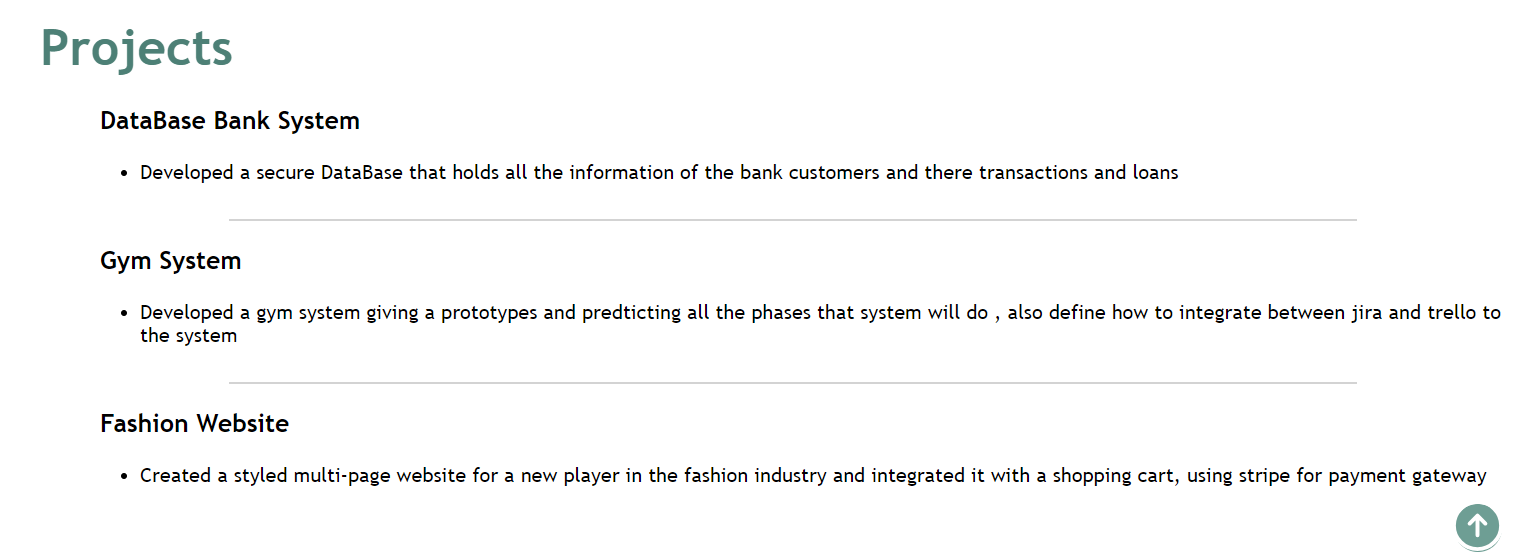 Projects
DataBase Bank System
• Developed a secure DataBase that holds all the information of the bank customers and there transactions and loans
Gym System
• Developed a gym system giving a prototypes and predticting all the phases that system will do , also define how to integrate between jira and trello to
the system
Fashion Website
• Created a styled multi-page website for a new player in the fashion industry and integrated it with a shopping cart, using stripe for payment gateway